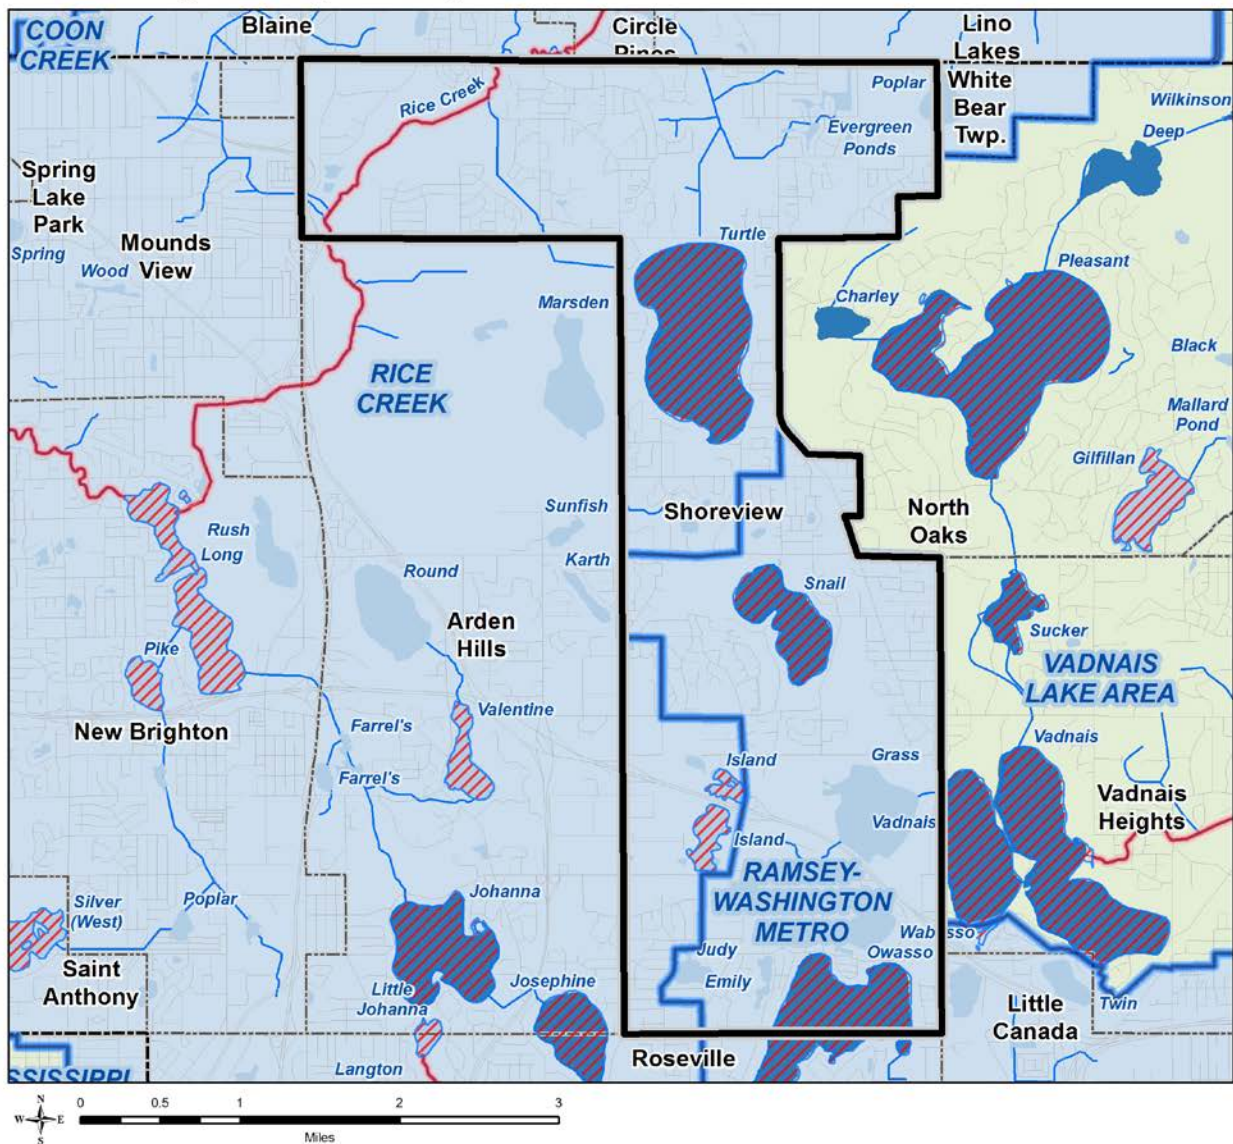 COON
CREEK
Blaine
Circle
Pines
Lino
Lakes
White
Bear
Twp.
Rice Creek
Poplar
Wilkinson
Deep
Evergreen
Ponds
Spring
Lake
Park
Spring
Wood
Mounds
View
Turtle
Pleasant
Marsden
Charley
RICE
CREEK
Black
Mallard
Pond
Gilfillan
Rush
Long
Sunfish
Shoreview
North
Oaks
Karth
Round
Snail
Arden
Hills
Pike
Sucker
VADNAIS
LAKE AREA
New Brighton
Valentine
Farrel's
Vadnais
Island
Grass
Farrel's
Vadnais
Heights
Vadnais
Island
RAMSEY-
WASHINGTON
METRO
Silver
(West)
Poplar
Johanna
Wabasso
Owasso
Judy
Emily
Saint
Anthony
Little
Johanna
Josephine
Little
Canada
Twin
Roseville
Langton
SSISSIPPI
N
W E
S
0 0.5 1 2 3
Miles